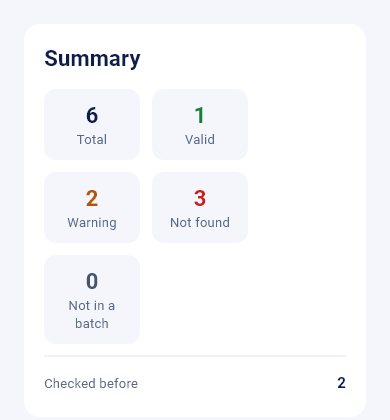 Summary
6
Total
1
Valid
2
Warning
3
Not found
0
Not in a
batch
Checked before 2